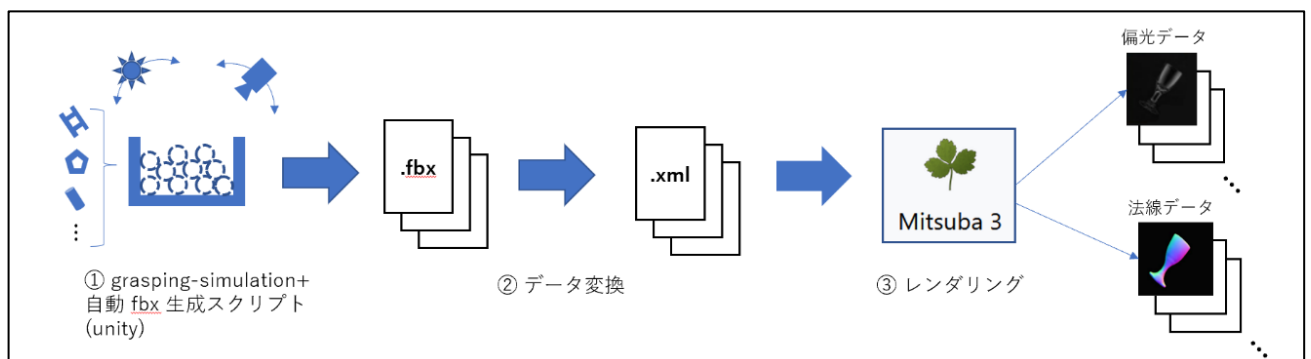 ① grasping-simulation+
自動 fbx 生成スクリプト
(unity)
.fbx
② データ変換
.xml
Mitsuba 3
③ レンダリング
偏光データ
法線データ